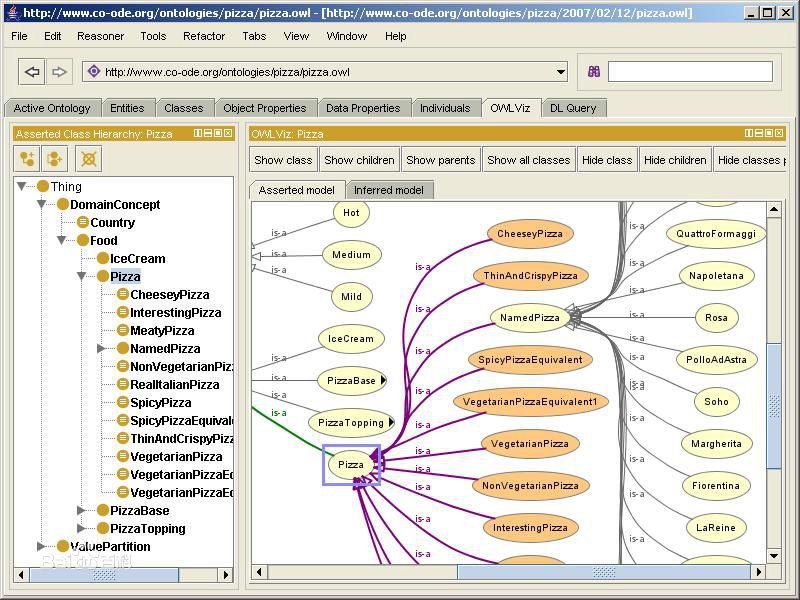 http://www.co-ode.org/ontologies/pizza/pizza.owl - [http://www.co-ode.org/ontologies/pizza/2007/02/12/pizza.owl]
File Edit Reasoner Tools Refactor Tabs View Window Help
http://www.co-ode.org/ontologies/pizza/pizza.owl
Active Ontology Entities Classes Object Properties Data Properties Individuals OWLViz DL Query
Asserted Class Hierarchy: Pizza
Thing
DomainConcept
Country
Food
IceCream
Pizza
CheeseyPizza
InterestingPizza
MeatyPizza
NamedPizza
NonVegetarianPiz
RealItalianPizza
SpicyPizza
SpicyPizzaEquival
ThinAndCrispyPizz
VegetarianPizza
VegetarianPizzaEq
VegetarianPizzaEq
PizzaBase
PizzaTopping
ValuePartition
OWLViz: Pizza
Show class Show children Show parents Show all classes Hide class Hide children Hide classes
Asserted model Inferred model
Hot
is-a
Medium
is-a
is-a
Mild
IceCream
is-a
PizzaBase
is-a
PizzaTopping
is-a
is-a
Pizza
CheeseyPizza
is-a
ThinAndCrispyPizza
is-a
NamedPizza
is-a
SpicyPizzaEquivalent
is-a
VegetarianPizzaEquivalent1
is-a
VegetarianPizza
is-a
is-a
NonVegetarianPizza
is-a
is-a
InterestingPizza
is-a
is-a
QuattroFormaggi
is-a
Napoletana
is-a
Rosa
is-a
PolloAdAstra
is-a
Soho
is-a
Margherita
is-a
Fiorentina
is-a
LaReine